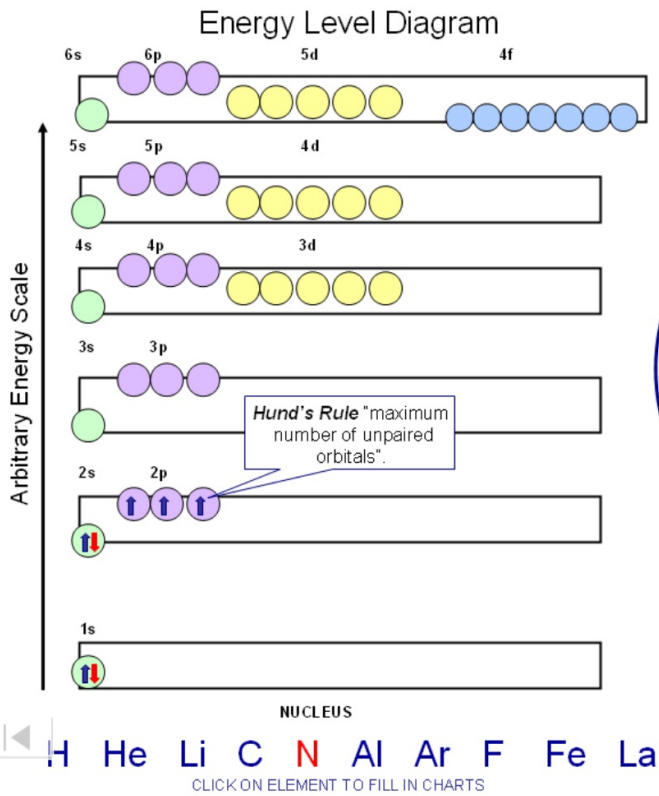 Energy Level Diagram
6s 6p 5d 4f
5s 5p 4d
4s 4p 3d
3s 3p
Hund's Rule "maximum
number of unpaired
orbitals".
2s 2p
1s
Arbitrary Energy Scale
NUCLEUS
H He Li C N Al Ar F Fe La
CLICK ON ELEMENT TO FILL IN CHARTS